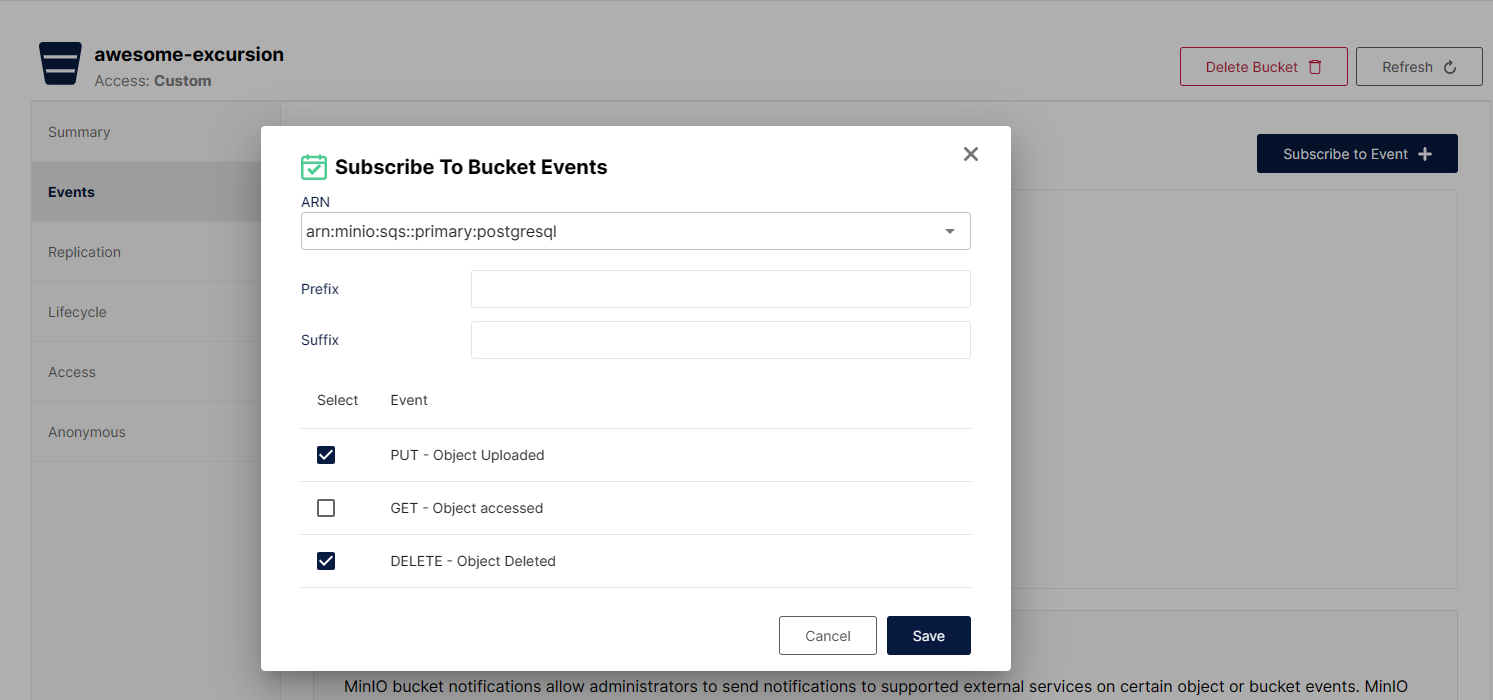 awesome-excursion
Access: Custom
Delete Bucket
Refresh
Summary
Events
Replication
Lifecycle
Access
Anonymous
Subscribe to Event
Subscribe To Bucket Events
ARN
arn:minio:sqs::primary:postgresql
Prefix
Suffix
Select Event
PUT - Object Uploaded
GET - Object accessed
DELETE - Object Deleted
Cancel Save
MinIO bucket notifications allow administrators to send notifications to supported external services on certain object or bucket events. MinIO